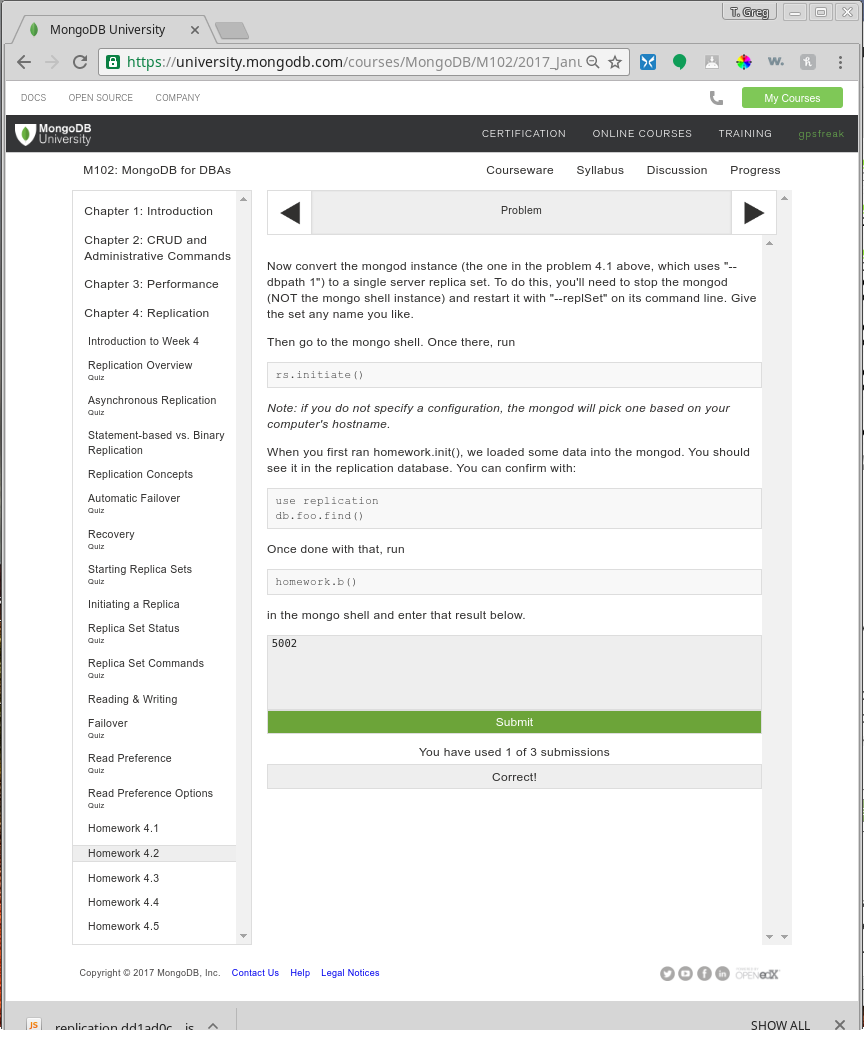 T. Greg
MongoDB University
https://university.mongodb.com/courses/MongoDB/M102/2017_Janu
w.
DOCS OPEN SOURCE COMPANY
My Courses
MongoDB
University
CERTIFICATION ONLINE COURSES TRAINING gpsfreak
M102: MongoDB for DBAs
Courseware Syllabus Discussion Progress
Chapter 1: Introduction
Chapter 2: CRUD and
Administrative Commands
Chapter 3: Performance
Chapter 4: Replication
Introduction to Week 4
Replication Overview
Quiz
Asynchronous Replication
Quiz
Statement-based vs. Binary
Replication
Replication Concepts
Automatic Failover
Quiz
Recovery
Quiz
Starting Replica Sets
Quiz
Initiating a Replica
Replica Set Status
Quiz
Replica Set Commands
Quiz
Reading & Writing
Failover
Quiz
Read Preference
Quiz
Read Preference Options
Quiz
Homework 4.1
Homework 4.2
Homework 4.3
Homework 4.4
Homework 4.5
Problem
Now convert the mongod instance (the one in the problem 4.1 above, which uses "--
dbpath 1") to a single server replica set. To do this, you'll need to stop the mongod
(NOT the mongo shell instance) and restart it with "--replSet" on its command line. Give
the set any name you like.
Then go to the mongo shell. Once there, run
rs.initiate()
Note: if you do not specify a configuration, the mongod will pick one based on your
computer's hostname.
When you first ran homework.init(), we loaded some data into the mongod. You should
see it in the replication database. You can confirm with:
use replication
db.foo.find()
Once done with that, run
homework.b()
in the mongo shell and enter that result below.
5002
Submit
You have used 1 of 3 submissions
Correct!
Copyright © 2017 MongoDB, Inc. Contact Us Help Legal Notices
OPENedX
JS replication.dd1ad0c....js
SHOW ALL